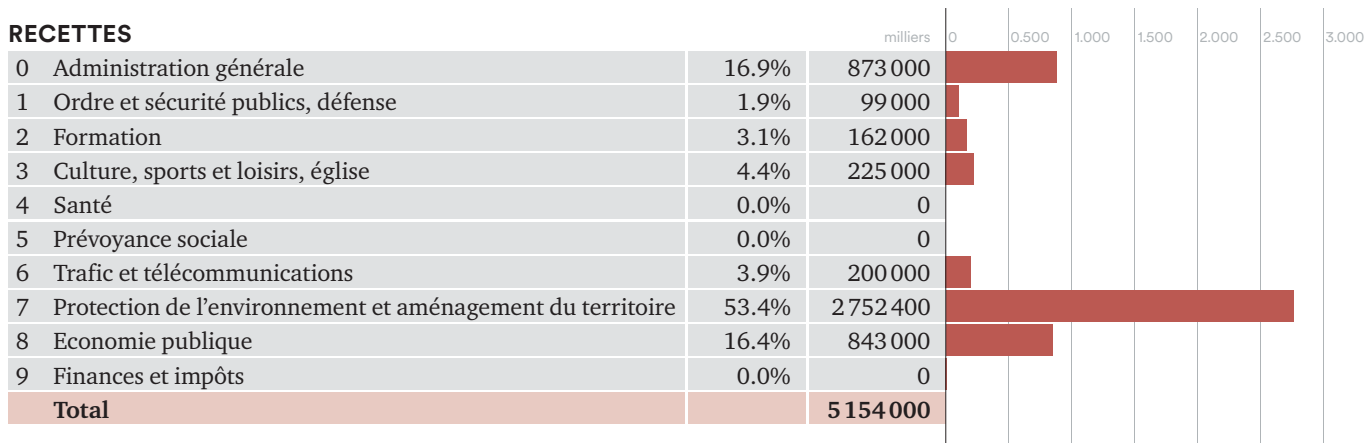 RECETTES milliers 0 0.500 1.000 1.500 2.000 2.500 3.000
0 Administration générale 16.9% 873 000
1 Ordre et sécurité publics, défense 1.9% 99 000
2 Formation 3.1% 162 000
3 Culture, sports et loisirs, église 4.4% 225 000
4 Santé 0.0% 0
5 Prévoyance sociale 0.0% 0
6 Trafic et télécommunications 3.9% 200 000
7 Protection de l’environnement et aménagement du territoire 53.4% 2 752 400
8 Economie publique 16.4% 843 000
9 Finances et impôts 0.0% 0
Total 5 154 000